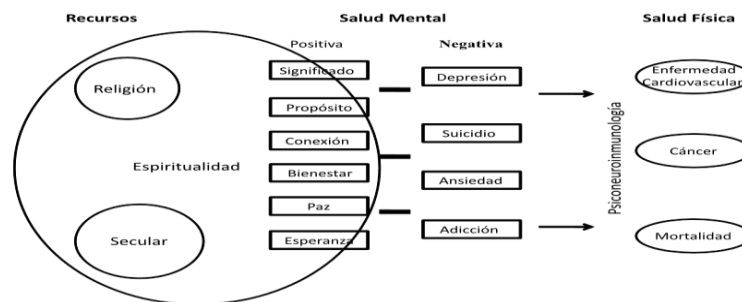 Recursos
Salud Mental
Salud Física
Positiva
Negativa
Significado
Propósito
Conexión
Bienestar
Paz
Esperanza
Religión
Espiritualidad
Secular
Depresión
Suicidio
Ansiedad
Adicción
Psiconeuroinmunología
Enfermedad
Cardiovascular
Cáncer
Mortalidad